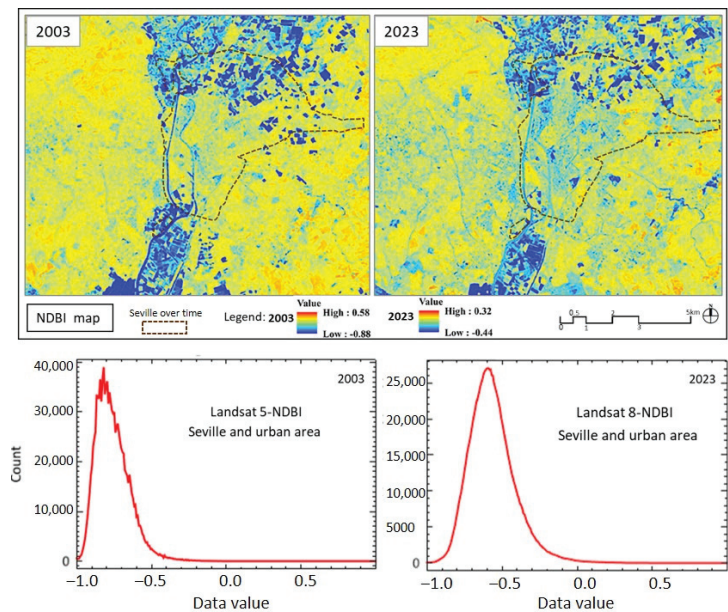 2003
2023
NDBI map
Seville over time
Legend: 2003
Value
High : 0.58
Low : -0.88
2023
Value
High : 0.32
Low : -0.44
0 0.5 1 2 3 5km
N
40,000
30,000
20,000
10,000
0
Count
2003
Landsat 5-NDBI
Seville and urban area
−1.0 −0.5 0.0 0.5
Data value
25,000
20,000
15,000
10,000
5000
0
2023
Landsat 8-NDBI
Seville and urban area
−1.0 −0.5 0.0 0.5
Data value